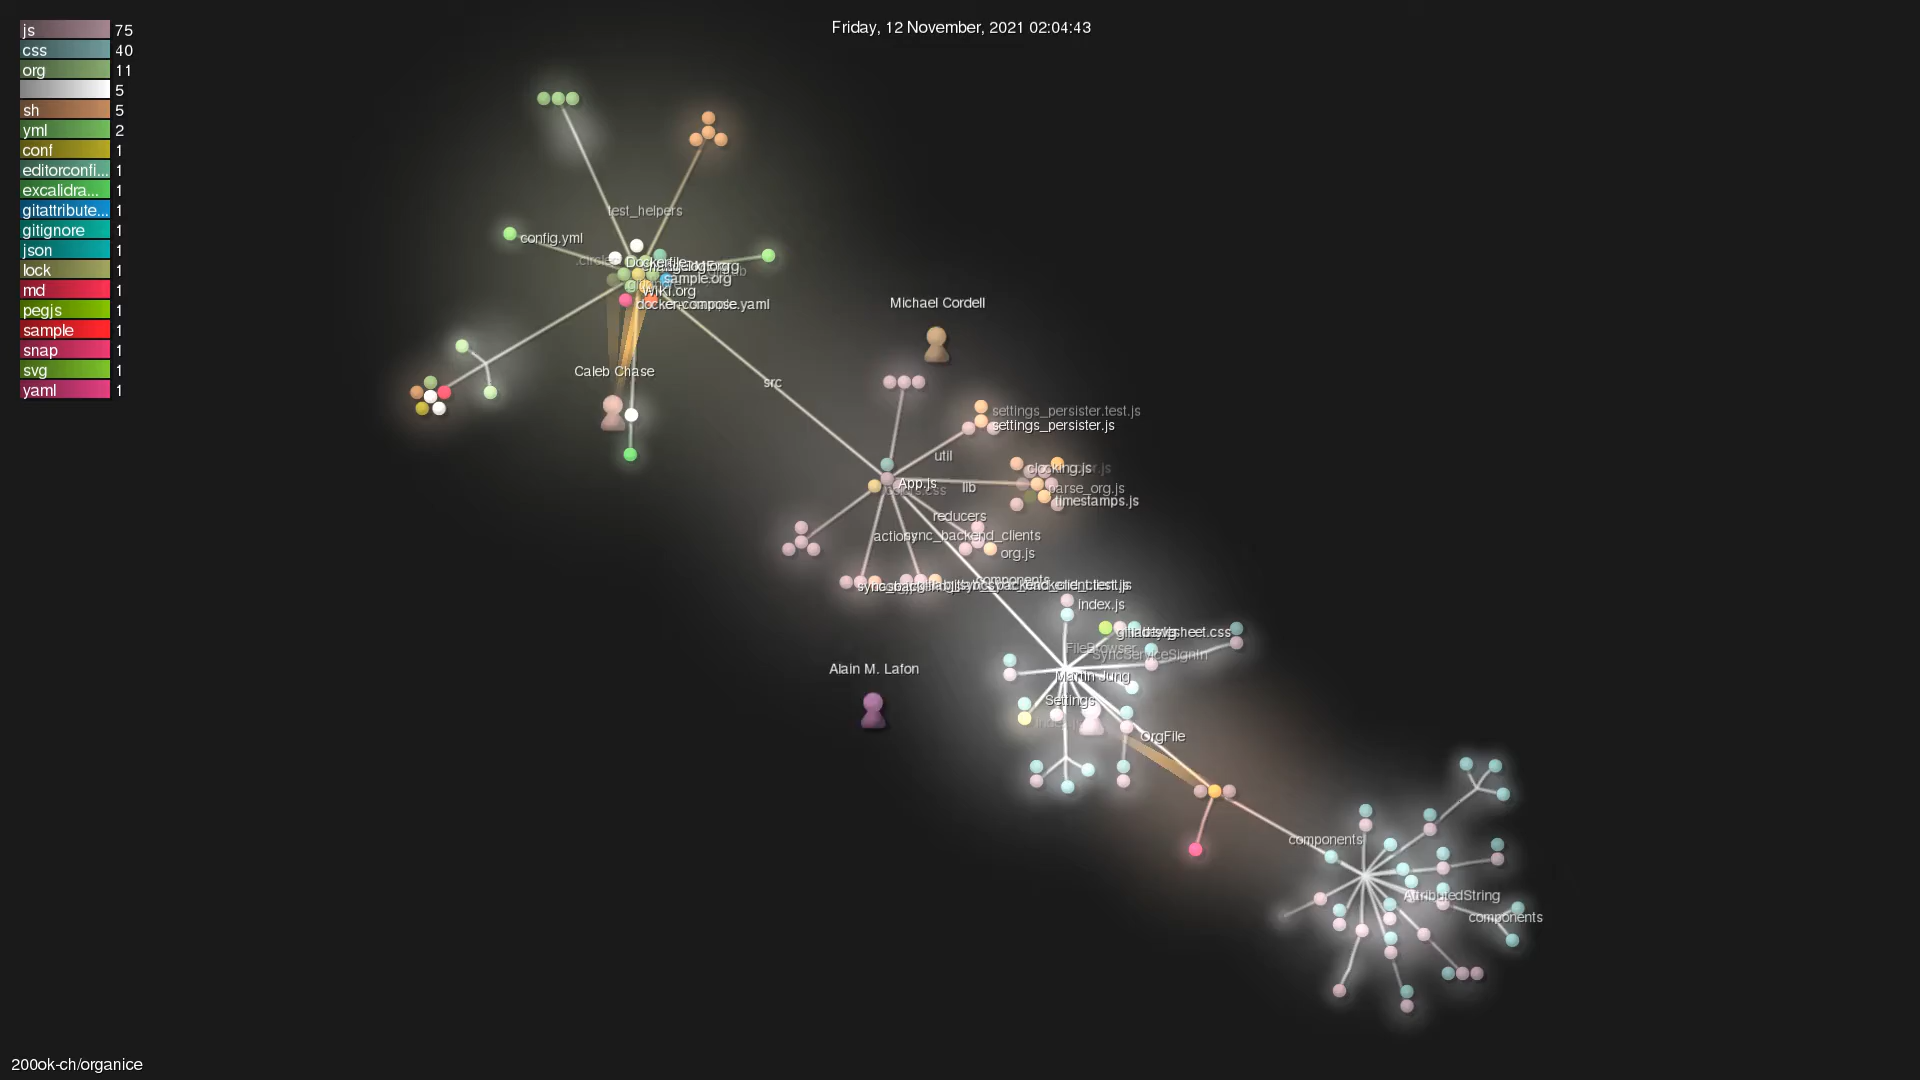 Friday, 12 November, 2021 02:04:43
js 75
css 40
org 11
5
sh 5
yml 2
conf 1
editorconfi... 1
excalidra... 1
gitattribute... 1
gitignore 1
json 1
lock 1
md 1
pegjs 1
sample 1
snap 1
svg 1
yaml 1
test_helpers
config.yml
Dockerfile
sample.org
WIKI.org
docker-compose.yaml
Michael Cordell
Caleb Chase
src
settings_persister.test.js
settings_persister.js
util
clocking.js
App.js
lib
parse_org.js
timestamps.js
reducers
actions
sync_backend_clients
org.js
components
index.js
FileBrowser
SyncServiceSignIn
Alain M. Lafon
Martin Jung
Settings
OrgFile
components
AttributedString
components
200ok-ch/organice